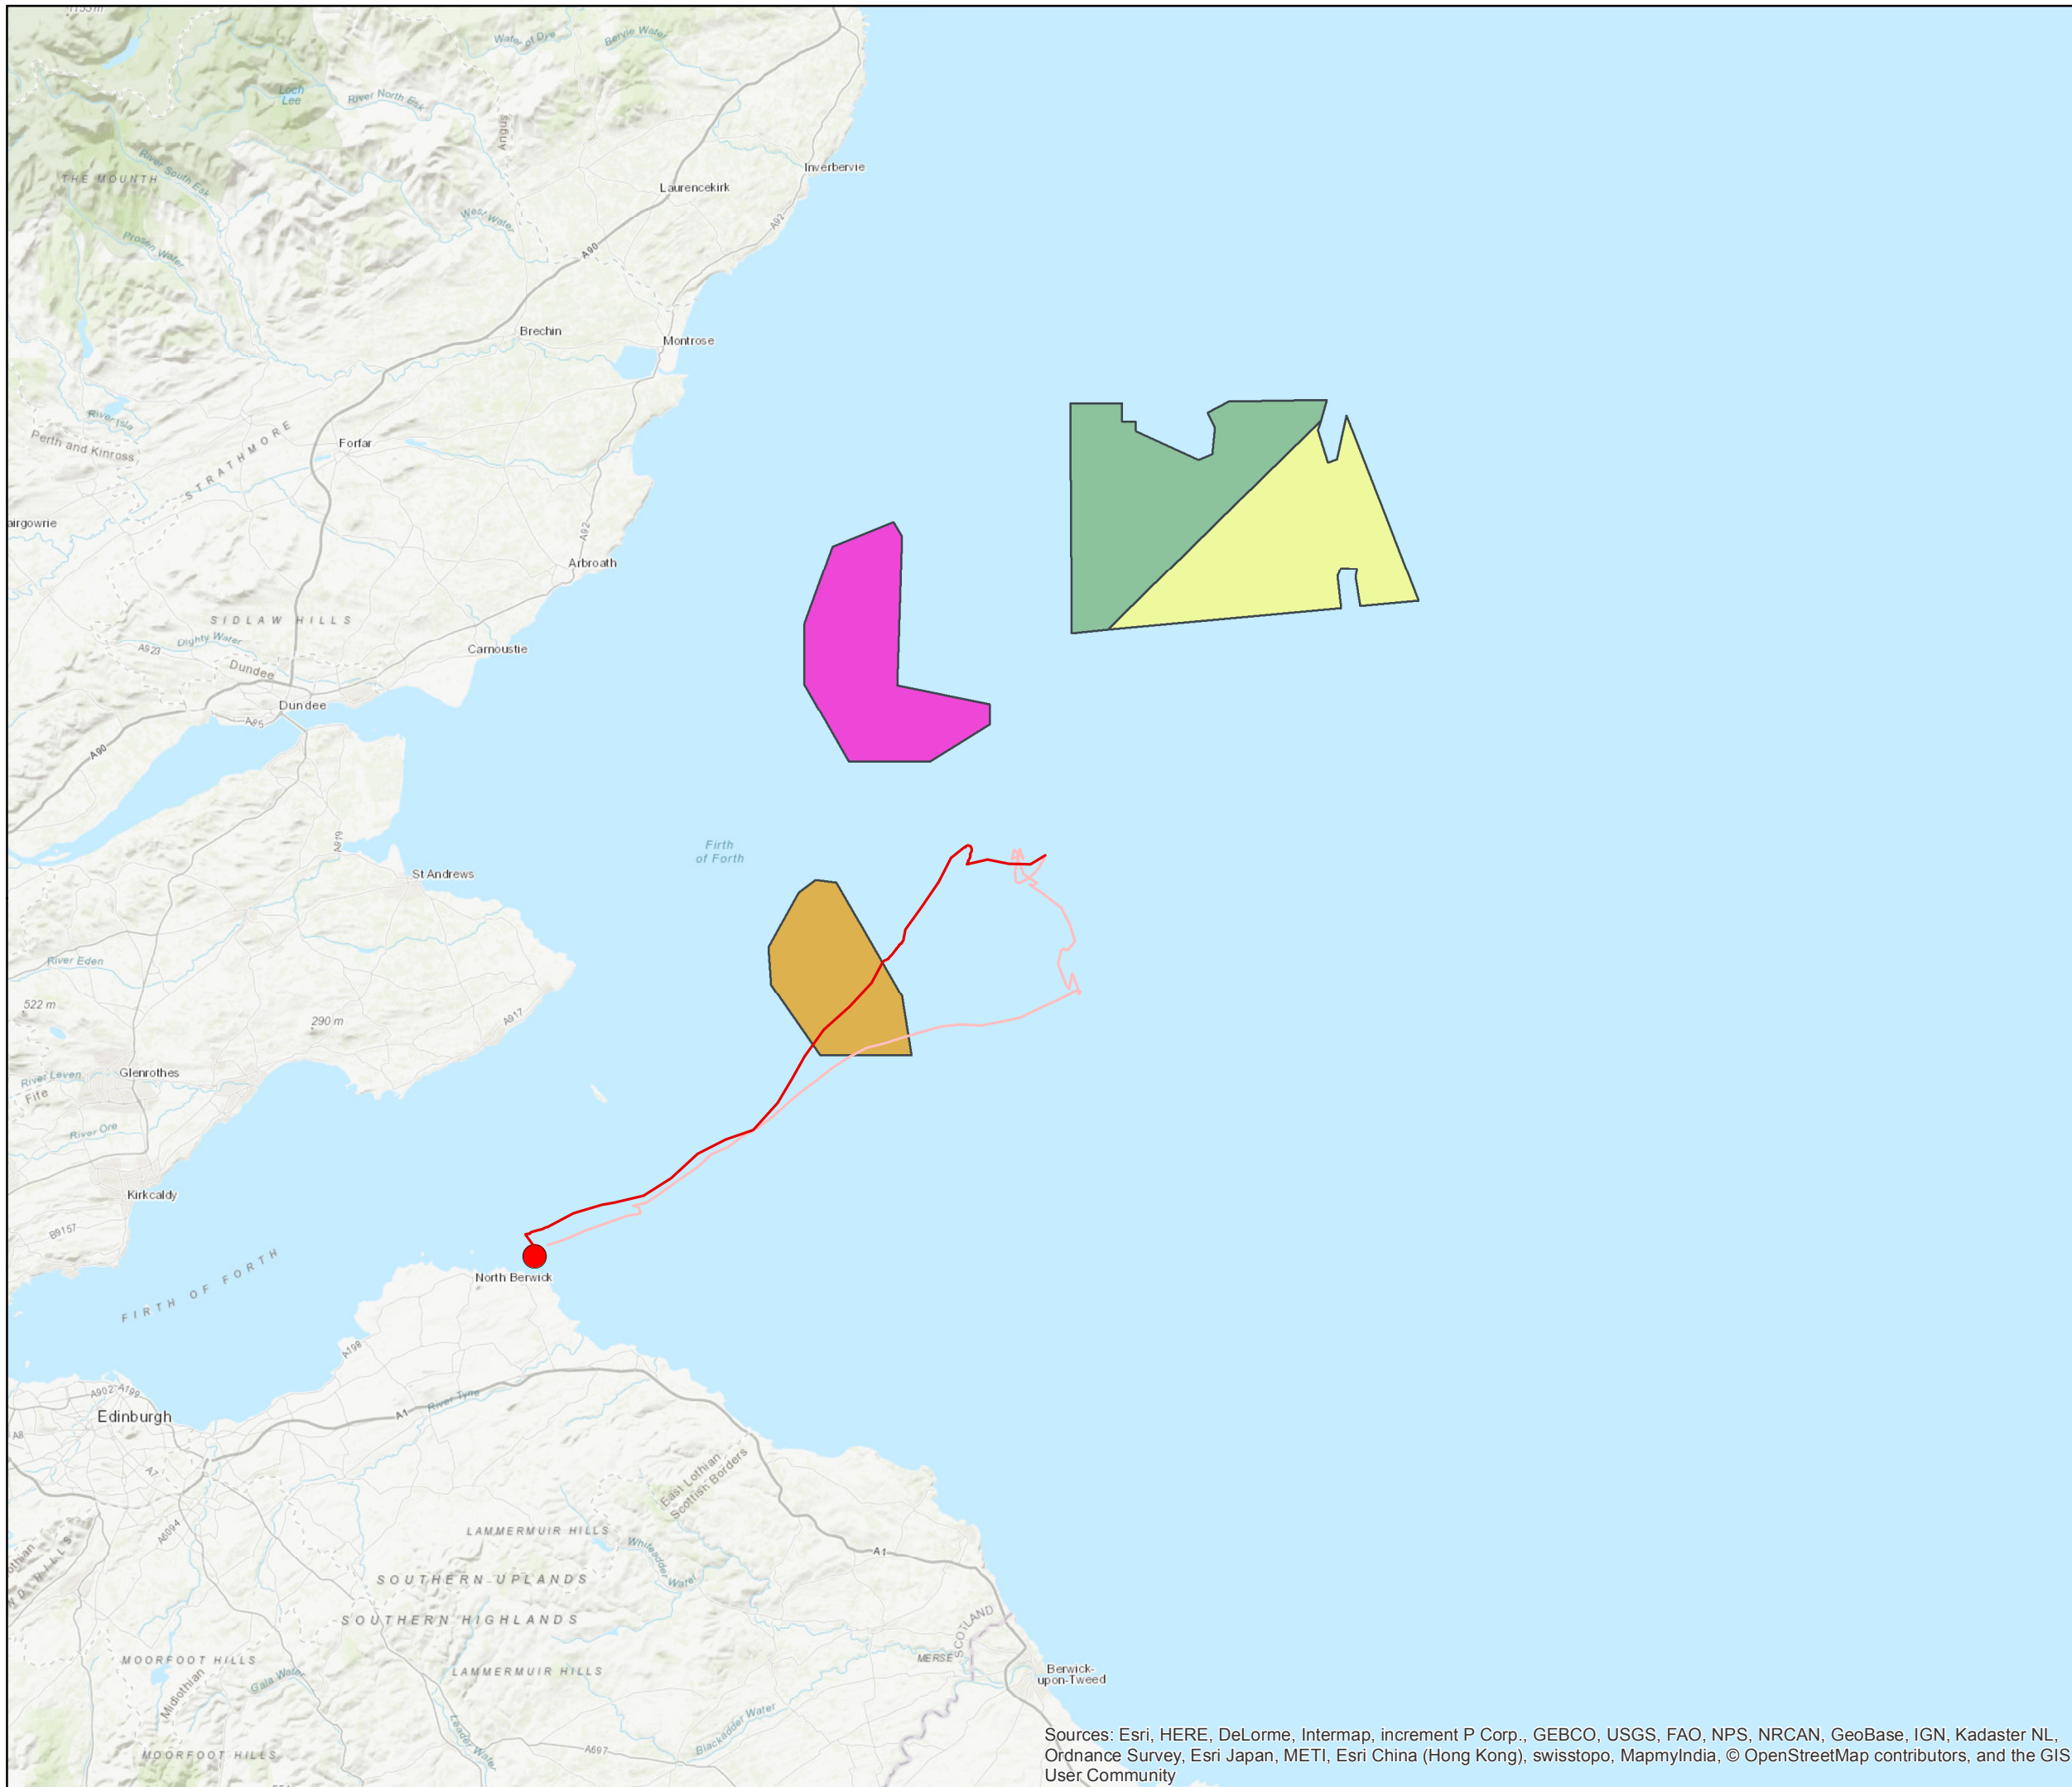 Water of Dye
Bervie Water
Loch
Lee
River North Esk
Angus
Inverbervie
River South Esk
THE MOUNTH
Laurencekirk
West Water
A92
Prosen Water
A90
Brechin
Montrose
River Isla
Perth and Kinross
STRATHMORE
Forfar
airgowrie
A92
Arbroath
SIDLAW HILLS
Dighty Water
A923
Carnoustie
Dundee
Dundee
A85
A90
A919
Firth
of Forth
St Andrews
River Eden
522 m
290 m
A917
River Leven
Fife
Glenrothes
River Ore
Kirkcaldy
B9157
FIRTH OF FORTH
North Berwick
A198
A902
A199
River Tyne
Edinburgh
A1
A8
A7
East Lothian
Scottish Borders
A6094
LAMMERMUIR HILLS
Whiteadder
Water
A1
SOUTHERN UPLANDS
SOUTHERN HIGHLANDS
SCOTLAND
MOORFOOT HILLS
Midlothian
Gala Water
LAMMERMUIR HILLS
MERSE
Berwick-
upon-Tweed
Leader Water
Blackadder Water
MOORFOOT HILLS
A697
Sources: Esri, HERE, DeLorme, Intermap, increment P Corp., GEBCO, USGS, FAO, NPS, NRCAN, GeoBase, IGN, Kadaster NL,
Ordnance Survey, Esri Japan, METI, Esri China (Hong Kong), swisstopo, MapmyIndia, © OpenStreetMap contributors, and the GIS
User Community